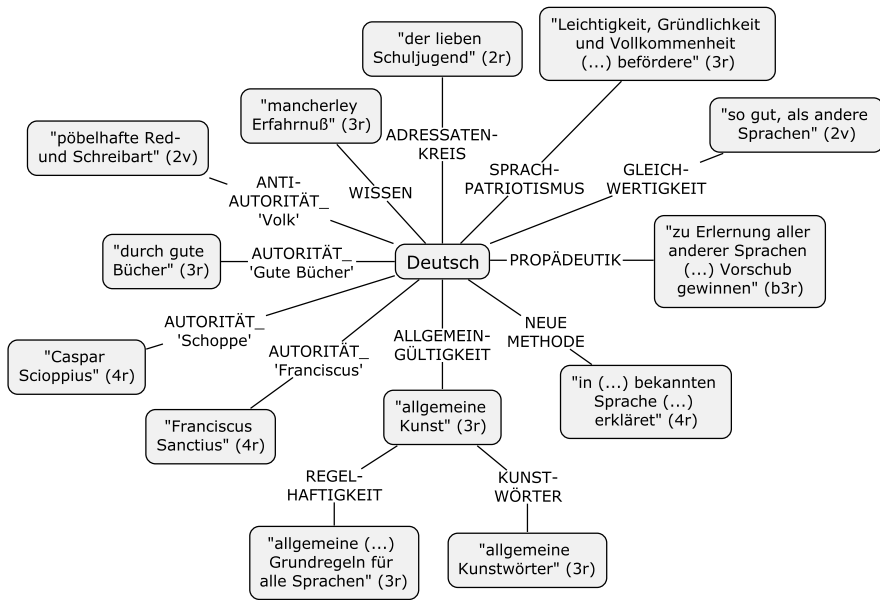 "der lieben
Schuljugend" (2r)
"Leichtigkeit, Gründlichkeit
und Vollkommenheit
(...) befördere" (3r)
"mancherley
Erfahrnuß" (3r)
"so gut, als andere
Sprachen" (2v)
"pöbelhafte Red-
und Schreibart" (2v)
ADRESSATEN-
KREIS
SPRACH-
PATRIOTISMUS
GLEICH-
WERTIGKEIT
ANTI-
AUTORITÄT_
'Volk'
WISSEN
"durch gute
Bücher" (3r)
AUTORITÄT_
'Gute Bücher'
Deutsch
PROPÄDEUTIK
"zu Erlernung aller
anderer Sprachen
(...) Vorschub
gewinnen" (b3r)
AUTORITÄT_
'Schoppe'
AUTORITÄT_
'Franciscus'
ALLGEMEIN-
GÜLTIGKEIT
NEUE
METHODE
"Caspar
Scioppius" (4r)
"Franciscus
Sanctius" (4r)
"allgemeine
Kunst" (3r)
"in (...) bekannten
Sprache (...)
erkläret" (4r)
REGEL-
HAFTIGKEIT
KUNST-
WÖRTER
"allgemeine (...)
Grundregeln für
alle Sprachen" (3r)
"allgemeine
Kunstwörter" (3r)